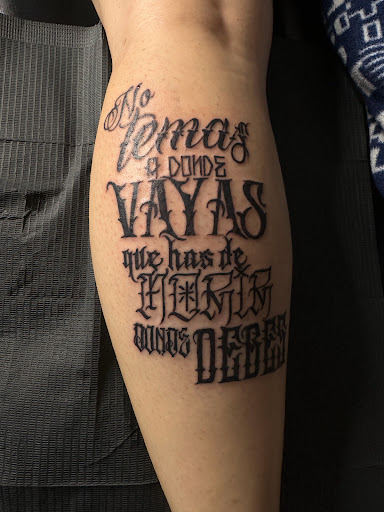 No
temas
a DONDE
VAYAS
que has de
MORIR
DONDE DEBES